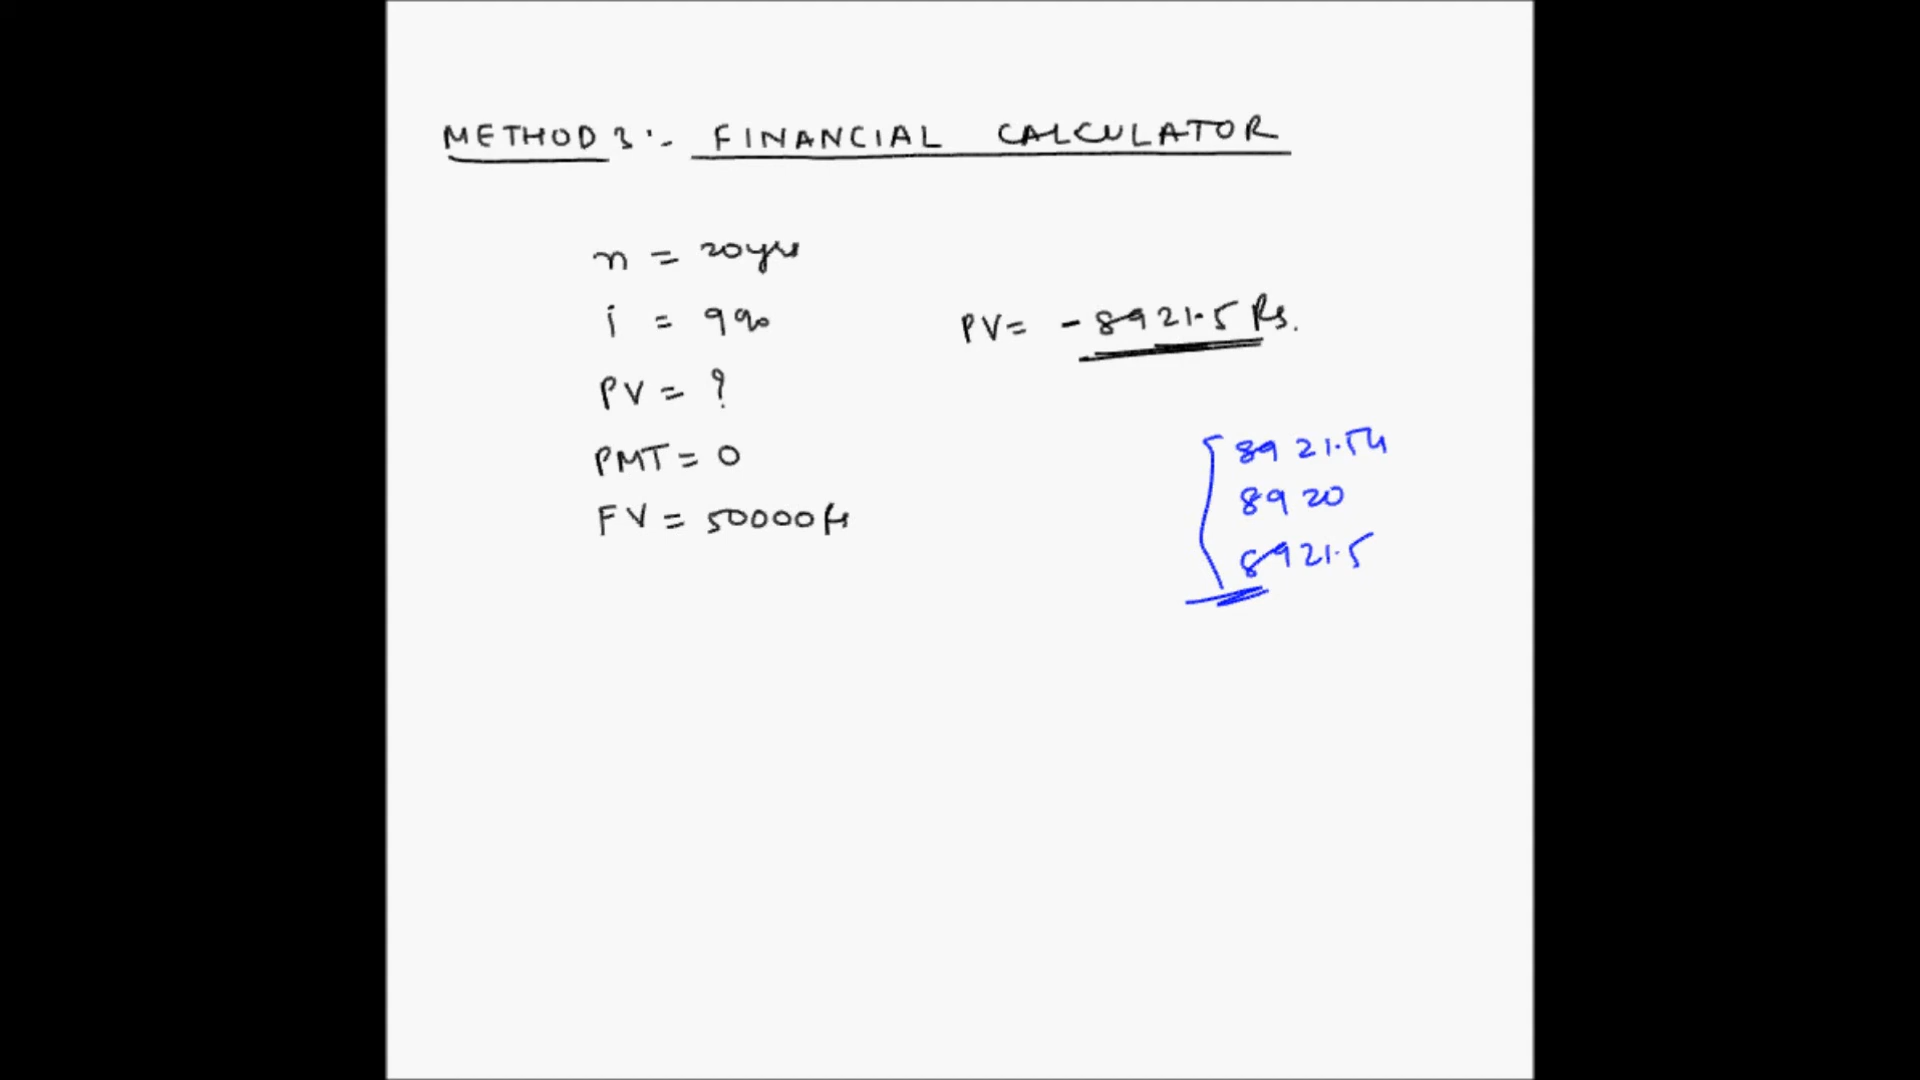 METHOD 3:- FINANCIAL CALCULATOR
n = 20yrs
i = 9%
PV = ?
PMT = 0
FV = 50000 Rs
PV = - 8921.5 Rs.
8921.54
8920
8921.5